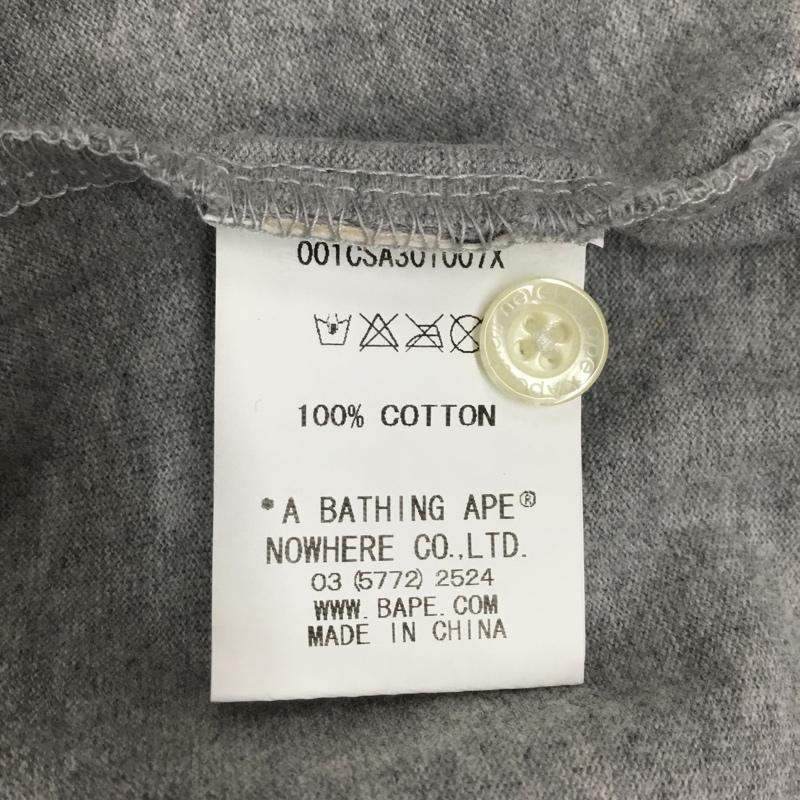 001CSA301007X
100% COTTON
*A BATHING APE®
NOWHERE CO.,LTD.
03 (5772) 2524
WWW.BAPE.COM
MADE IN CHINA